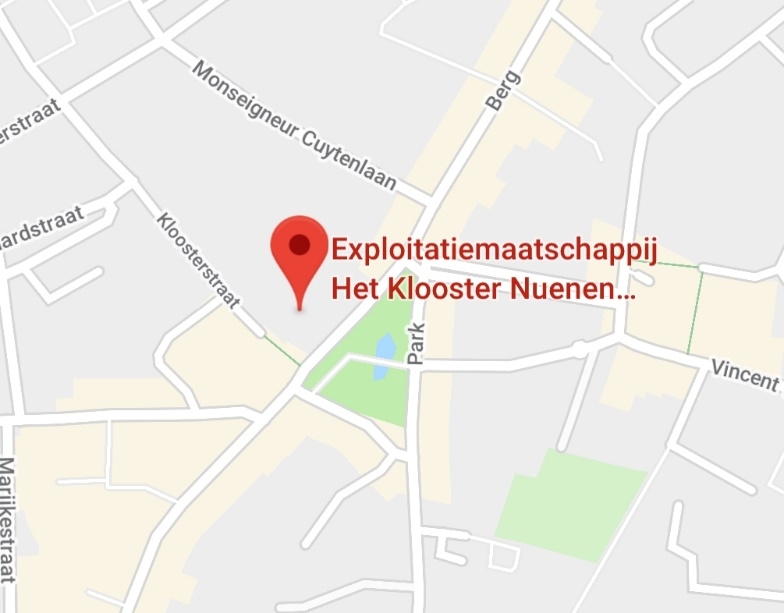 Monseigneur Cuytenlaan
Berg
erstraat
ardstraat
Kloosterstraat
Exploitatiemaatschappij
Het Klooster Nuenen...
Park
Vincent
Marijkestraat